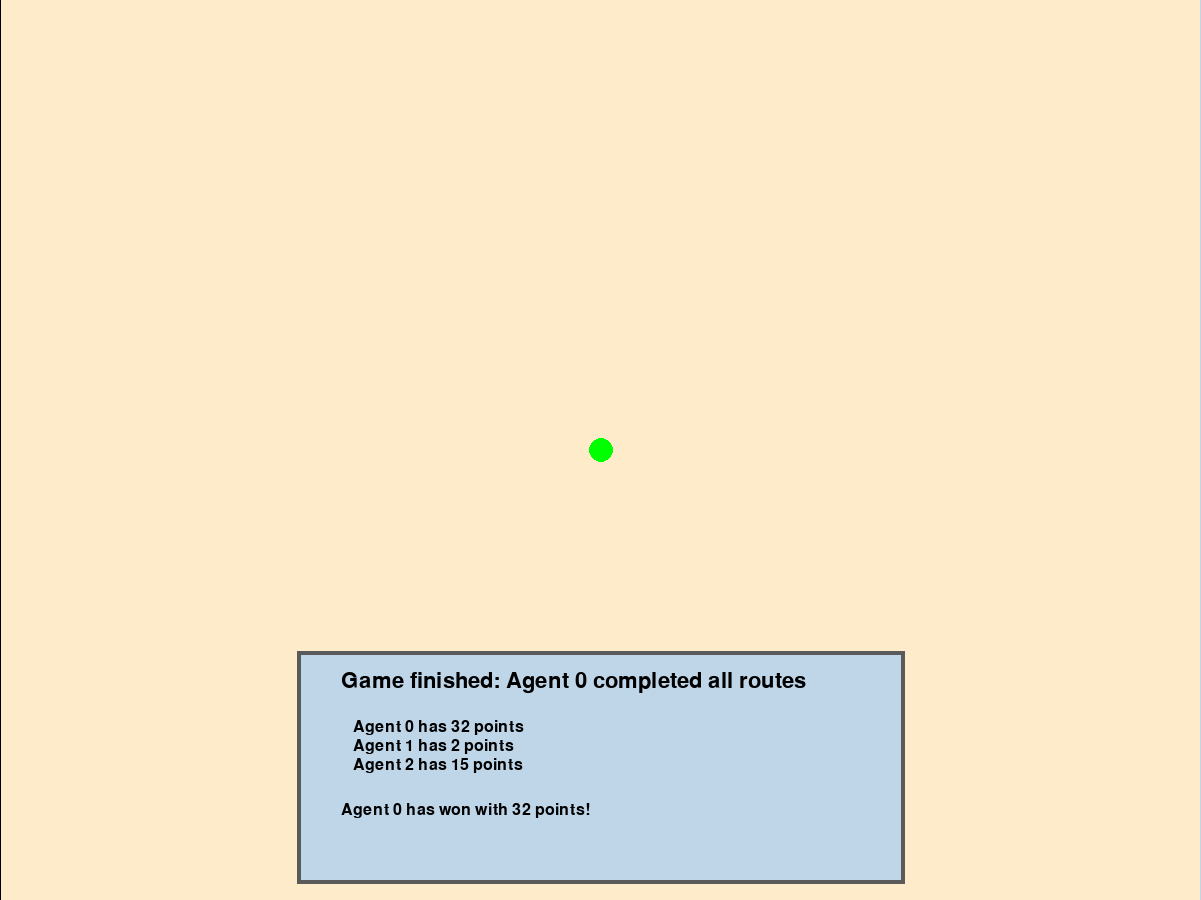 Game finished: Agent 0 completed all routes
Agent 0 has 32 points
Agent 1 has 2 points
Agent 2 has 15 points
Agent 0 has won with 32 points!